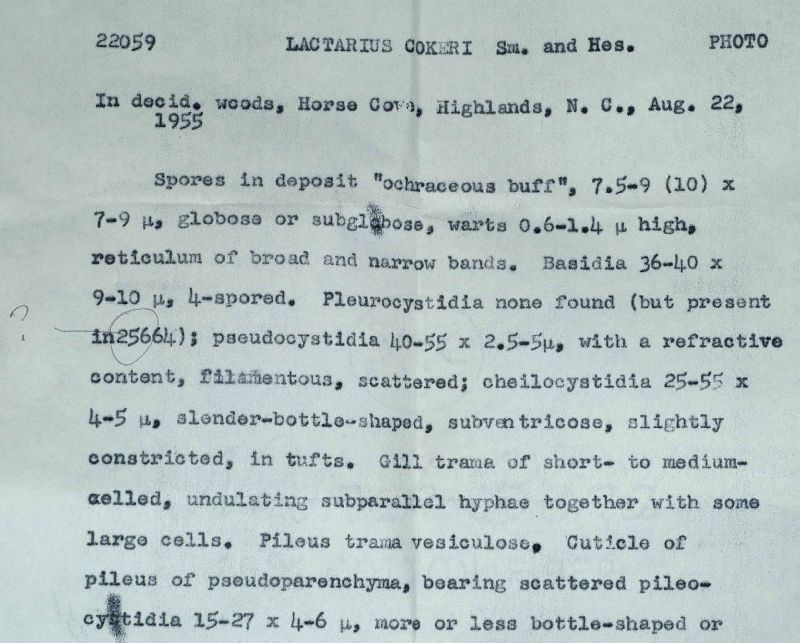 22059 LACTARIUS COKERI Sm. and Hes. PHOTO
In decid. woods, Horse Cove, Highlands, N. C., Aug. 22,
1955
Spores in deposit "ochraceous buff", 7.5-9 (10) x
7-9 µ, globose or subglobose, warts 0.6-1.4 µ high,
reticulum of broad and narrow bands. Basidia 36-40 x
9-10 µ, 4-spored. Pleurocystidia none found (but present
? in25664); pseudocystidia 40-55 x 2.5-5µ, with a refractive
content, filamentous, scattered; cheilocystidia 25-55 x
4-5 µ, slender-bottle-shaped, subventricose, slightly
constricted, in tufts. Gill trama of short- to medium-
celled, undulating subparallel hyphae together with some
large cells. Pileus trama vesiculose. Cuticle of
pileus of pseudoparenchyma, bearing scattered pileo-
cystidia 15-27 x 4-6 µ, more or less bottle-shaped or